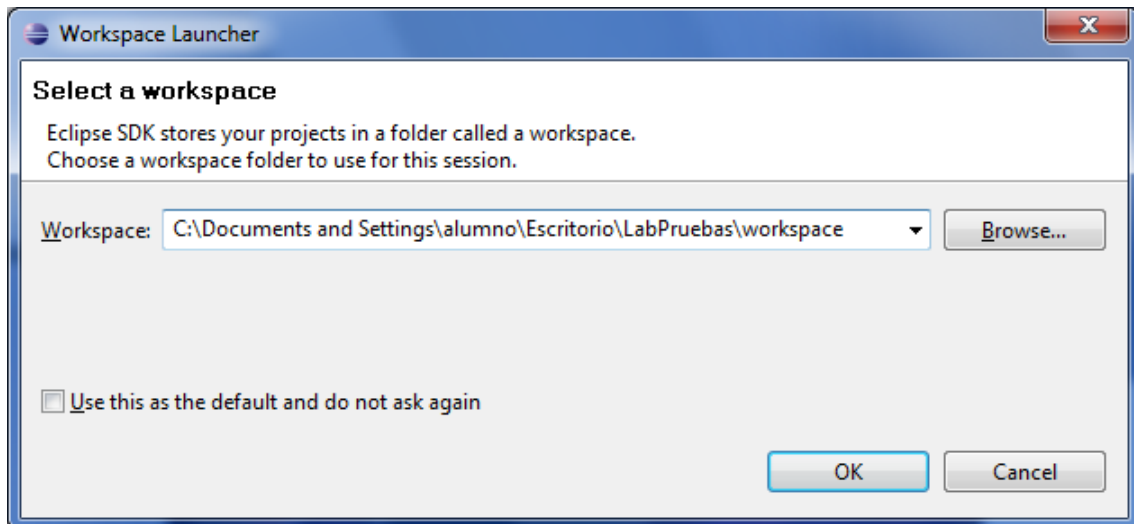 Workspace Launcher
Select a workspace
Eclipse SDK stores your projects in a folder called a workspace.
Choose a workspace folder to use for this session.
Workspace: C:\Documents and Settings\alumno\Escritorio\LabPruebas\workspace Browse...
Use this as the default and do not ask again
OK Cancel